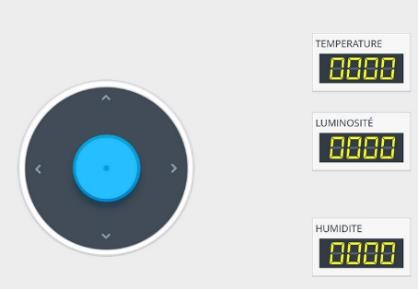 TEMPERATURE
0000
LUMINOSITÉ
0000
HUMIDITE
0000